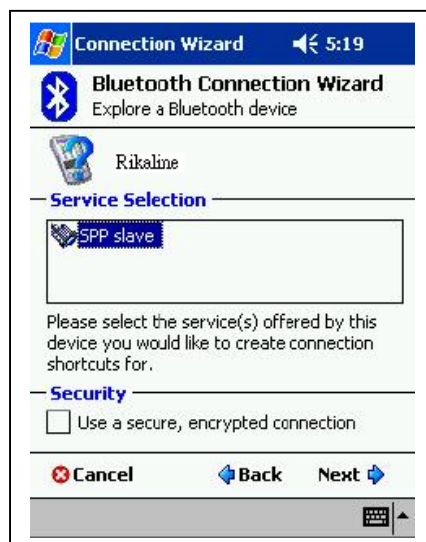 Connection Wizard 5:19
Bluetooth Connection Wizard
Explore a Bluetooth device
Rikaline
Service Selection
SPP slave
Please select the service(s) offered by this
device you would like to create connection
shortcuts for.
Security
Use a secure, encrypted connection
Cancel Back Next